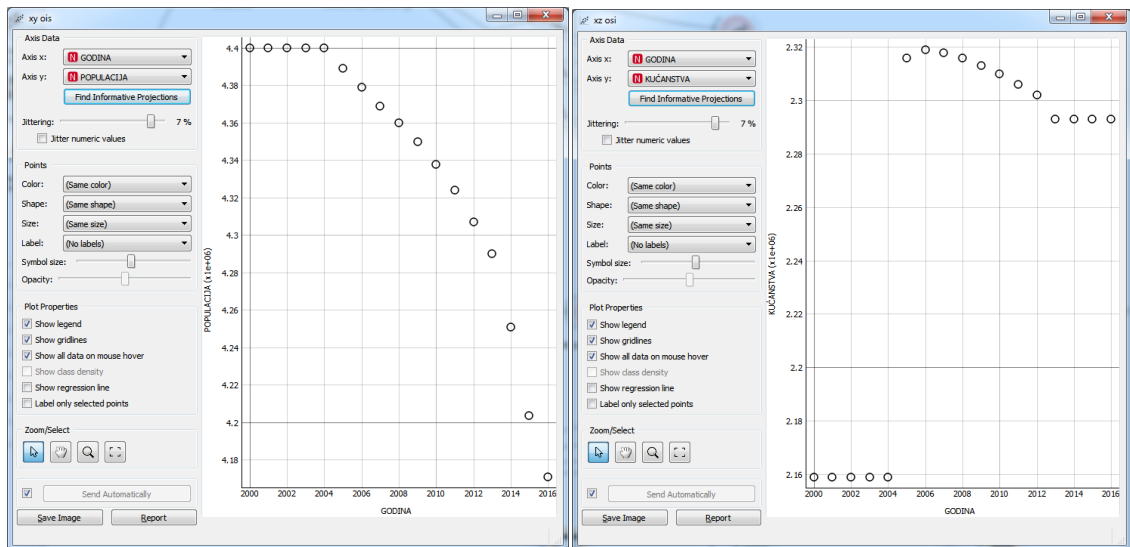 xy ois
Axis Data
Axis x: N GODINA
Axis y: N POPULACIJA
Find Informative Projections
Jittering: 7 %
Jitter numeric values
Points
Color: (Same color)
Shape: (Same shape)
Size: (Same size)
Label: (No labels)
Symbol size:
Opacity:
Plot Properties
Show legend
Show gridlines
Show all data on mouse hover
Show class density
Show regression line
Label only selected points
Zoom/Select
Send Automatically
Save Image Report
POPULACIJA (x1e+06)
4.4
4.38
4.36
4.34
4.32
4.3
4.28
4.26
4.24
4.22
4.2
4.18
2000 2002 2004 2006 2008 2010 2012 2014 2016
GODINA
xz osi
Axis Data
Axis x: N GODINA
Axis y: N KUĆANSTVA
Find Informative Projections
Jittering: 7 %
Jitter numeric values
Points
Color: (Same color)
Shape: (Same shape)
Size: (Same size)
Label: (No labels)
Symbol size:
Opacity:
Plot Properties
Show legend
Show gridlines
Show all data on mouse hover
Show class density
Show regression line
Label only selected points
Zoom/Select
Send Automatically
Save Image Report
KUĆANSTVA (x1e+06)
2.32
2.3
2.28
2.26
2.24
2.22
2.2
2.18
2.16
2000 2002 2004 2006 2008 2010 2012 2014 2016
GODINA